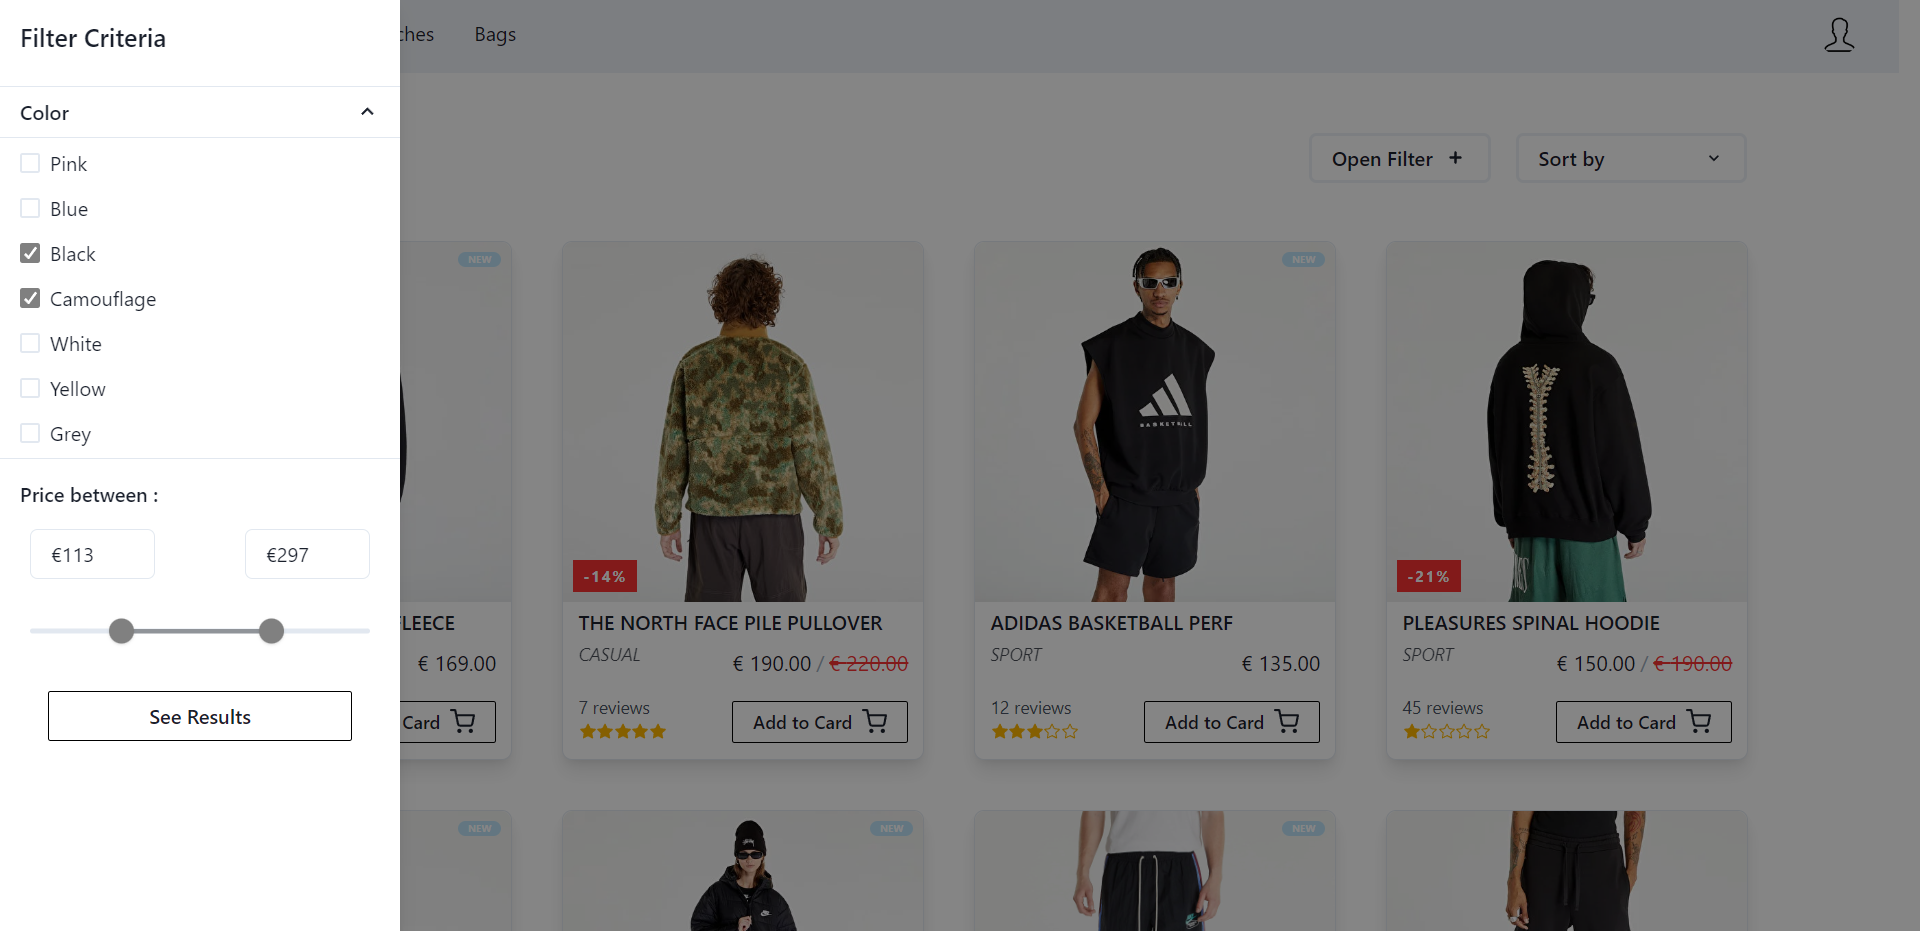 Filter Criteria
ches
Bags
Color
Pink
Blue
Black
Camouflage
White
Yellow
Grey
Price between :
€113
€297
See Results
Open Filter +
Sort by
NEW
LEECE
€ 169.00
Card
-14%
THE NORTH FACE PILE PULLOVER
CASUAL
€ 190.00 / € 220.00
7 reviews
Add to Card
NEW
BASKETBALL
ADIDAS BASKETBALL PERF
SPORT
€ 135.00
12 reviews
Add to Card
-21%
PLEASURES SPINAL HOODIE
SPORT
€ 150.00 / € 190.00
45 reviews
Add to Card
NEW
NEW
NEW